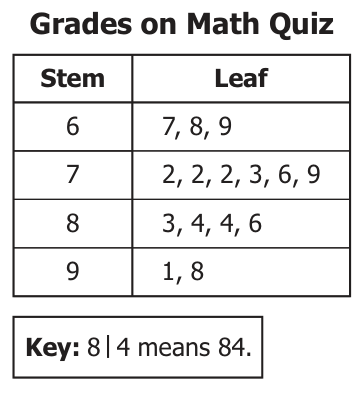 Grades on Math Quiz
Stem Leaf
6 7, 8, 9
7 2, 2, 2, 3, 6, 9
8 3, 4, 4, 6
9 1, 8
Key: 8|4 means 84.